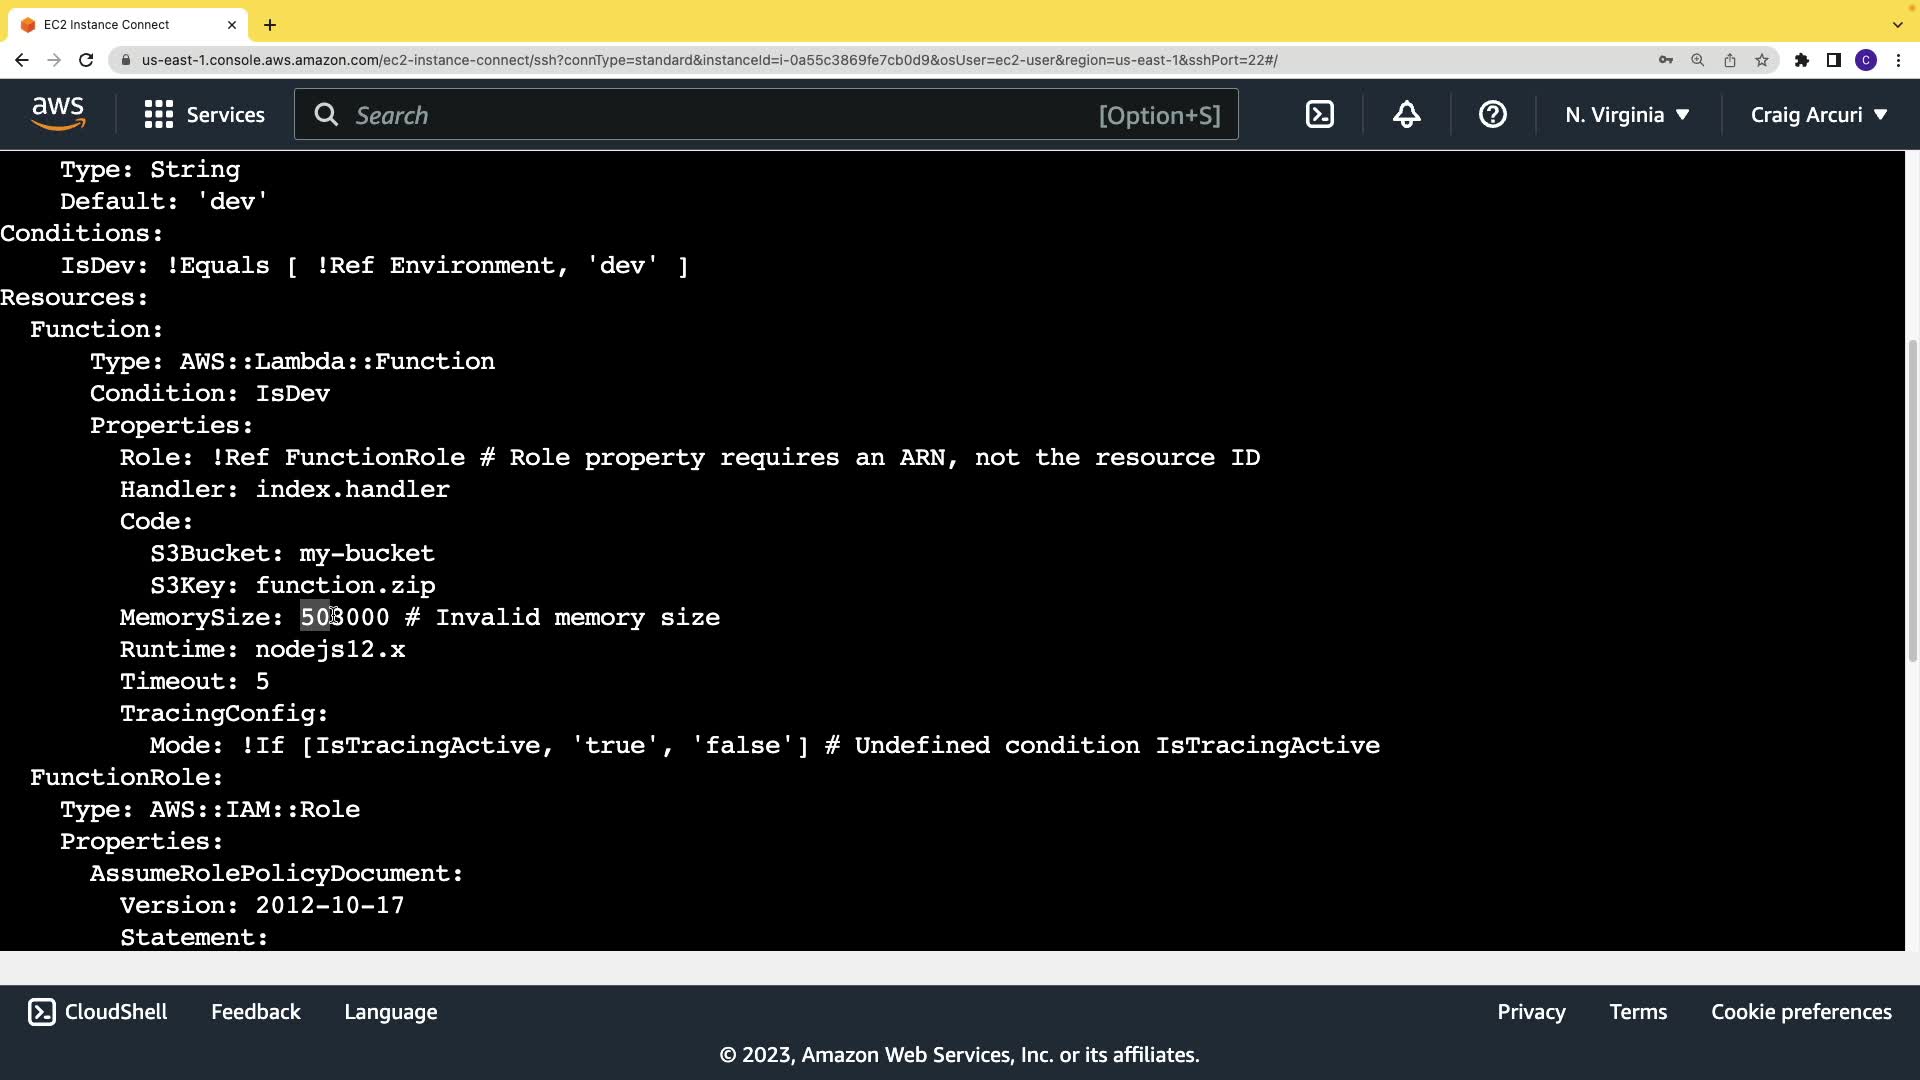 EC2 Instance Connect
us-east-1.console.aws.amazon.com/ec2-instance-connect/ssh?connType=standard&instanceId=i-0a55c3869fe7cb0d9&osUser=ec2-user&region=us-east-1&sshPort=22#/
C
aws
Services
Search
[Option+S]
N. Virginia
Craig Arcuri
Type: String
Default: 'dev'
Conditions:
IsDev: !Equals [ !Ref Environment, 'dev' ]
Resources:
Function:
Type: AWS::Lambda::Function
Condition: IsDev
Properties:
Role: !Ref FunctionRole # Role property requires an ARN, not the resource ID
Handler: index.handler
Code:
S3Bucket: my-bucket
S3Key: function.zip
MemorySize: 503000 # Invalid memory size
Runtime: nodejs12.x
Timeout: 5
TracingConfig:
Mode: !If [IsTracingActive, 'true', 'false'] # Undefined condition IsTracingActive
FunctionRole:
Type: AWS::IAM::Role
Properties:
AssumeRolePolicyDocument:
Version: 2012-10-17
Statement:
CloudShell
Feedback
Language
Privacy
Terms
Cookie preferences
© 2023, Amazon Web Services, Inc. or its affiliates.